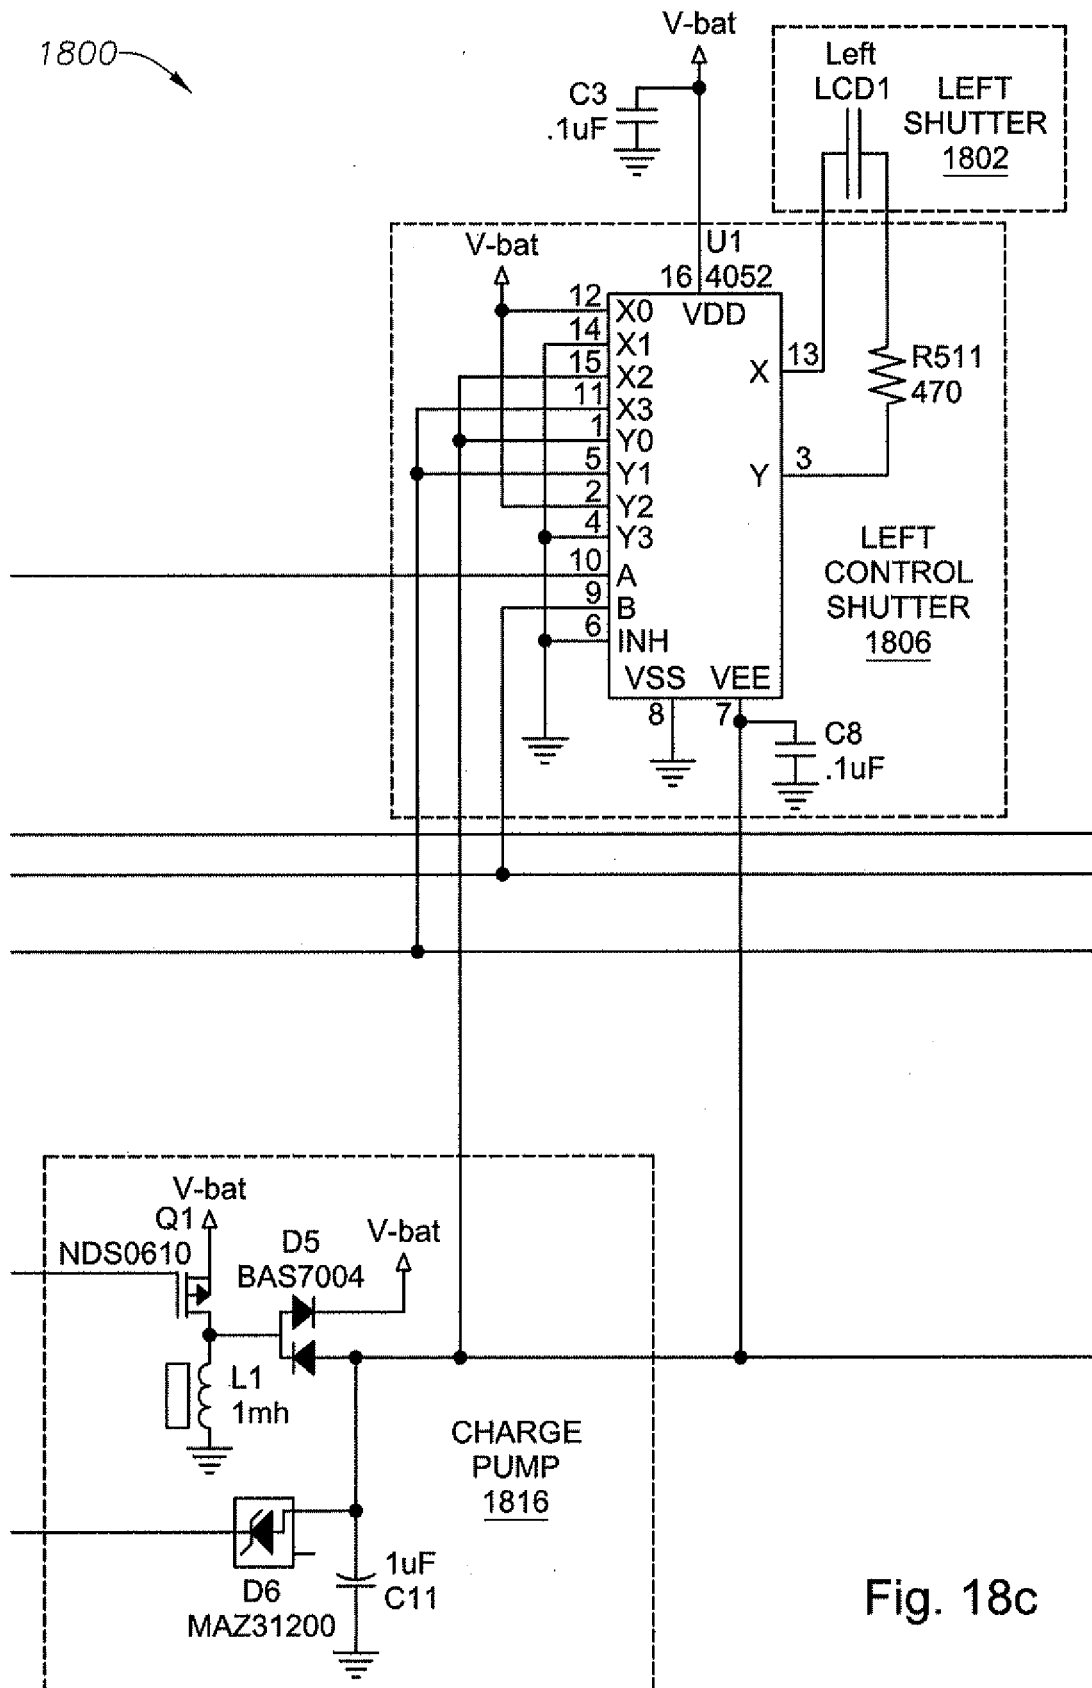 1800
V-bat
C3
.1uF
Left
LCD1
LEFT
SHUTTER
1802
V-bat
U1
16 4052
VDD
12 X0
14 X1
15 X2
11 X3
1 Y0
5 Y1
2 Y2
4 Y3
10 A
9 B
6 INH
X 13
Y 3
R511
470
VSS VEE
8 7
C8
.1uF
LEFT
CONTROL
SHUTTER
1806
V-bat
Q1
NDS0610
D5
BAS7004
V-bat
L1
1mh
CHARGE
PUMP
1816
D6
MAZ31200
1uF
C11
Fig. 18c